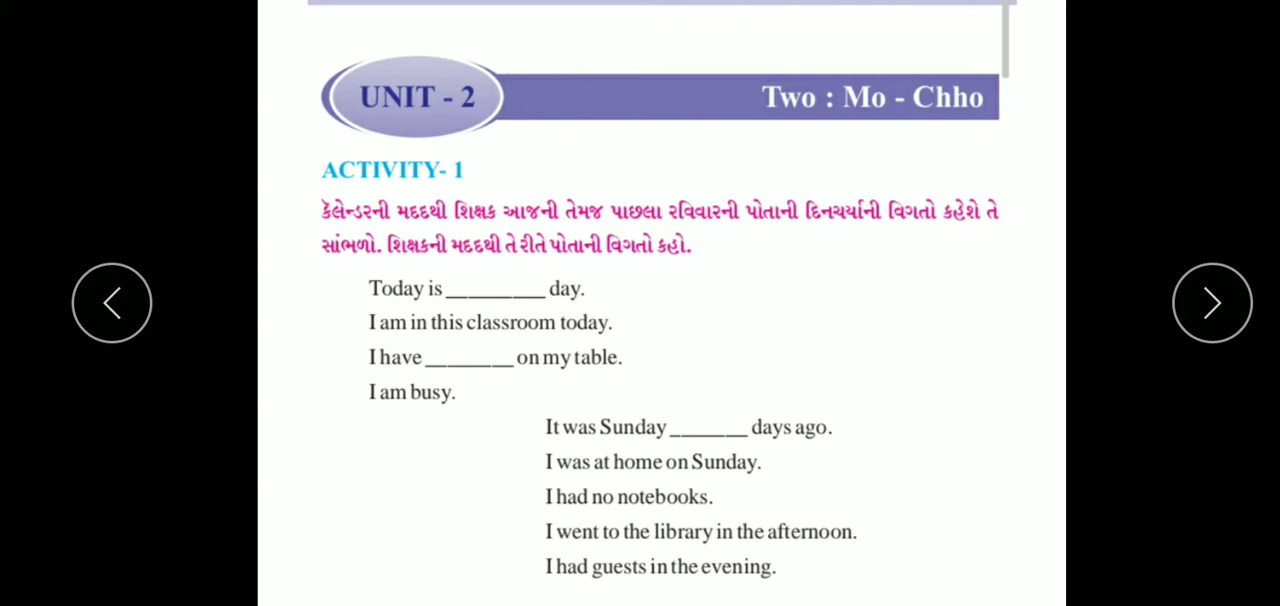 UNIT - 2
Two : Mo - Chho
ACTIVITY- 1
કૅલેન્ડરની મદદથી શિક્ષક આજની તેમજ પાછલા રવિવારની પોતાની દિનચર્યાની વિગતો કહેશે તે
સાંભળો. શિક્ષકની મદદથી તે રીતે પોતાની વિગતો કહો.
Today is _________ day.
I am in this classroom today.
I have ________ on my table.
I am busy.
It was Sunday _______ days ago.
I was at home on Sunday.
I had no notebooks.
I went to the library in the afternoon.
I had guests in the evening.